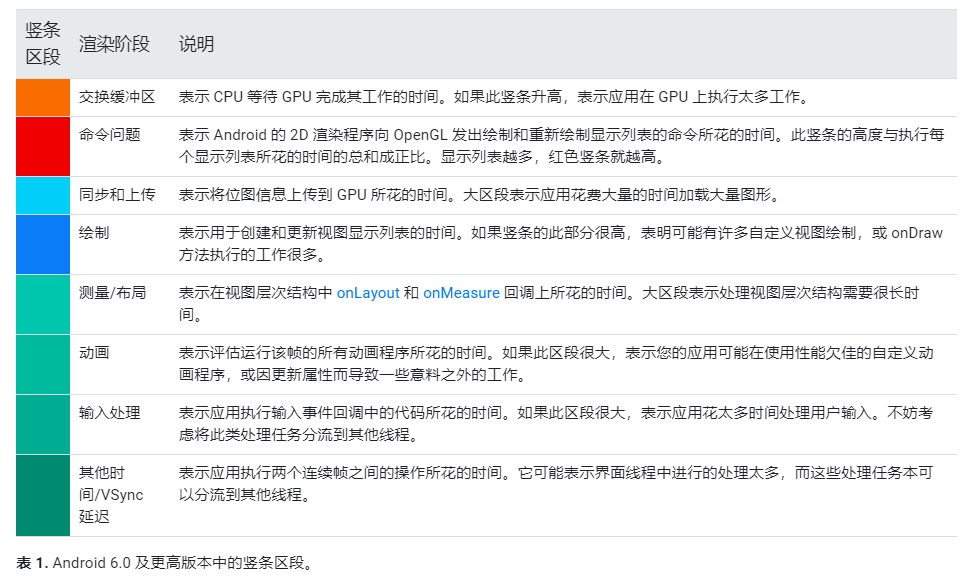 竖条
区段
渲染阶段
说明
交换缓冲区
表示 CPU 等待 GPU 完成其工作的时间。如果此竖条升高，表示应用在 GPU 上执行太多工作。
命令问题
表示 Android 的 2D 渲染程序向 OpenGL 发出绘制和重新绘制显示列表的命令所花的时间。此竖条的高度与执行每
个显示列表所花的时间的总和成正比。显示列表越多，红色竖条就越高。
同步和上传
表示将位图信息上传到 GPU 所花的时间。大区段表示应用花费大量的时间加载大量图形。
绘制
表示用于创建和更新视图显示列表的时间。如果竖条的此部分很高，表明可能有许多自定义视图绘制，或 onDraw
方法执行的工作很多。
测量/布局
表示在视图层次结构中 onLayout 和 onMeasure 回调上所花的时间。大区段表示处理视图层次结构需要很长时
间。
动画
表示评估运行该帧的所有动画程序所花的时间。如果此区段很大，表示您的应用可能在使用性能欠佳的自定义动
画程序，或因更新属性而导致一些意料之外的工作。
输入处理
表示应用执行输入事件回调中的代码所花的时间。如果此区段很大，表示应用花太多时间处理用户输入。不妨考
虑将此类处理任务分流到其他线程。
其他时
间/VSync
延迟
表示应用执行两个连续帧之间的操作所花的时间。它可能表示界面线程中进行的处理太多，而这些处理任务本可
以分流到其他线程。
表 1. Android 6.0 及更高版本中的竖条区段。